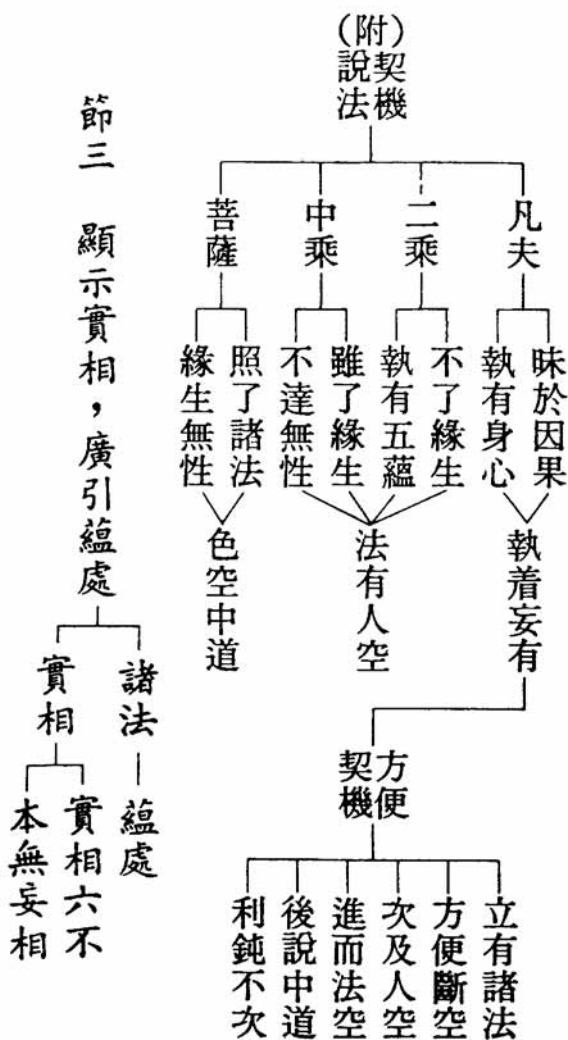 （附）
契機
說法
凡夫
昧於因果
執有身心
執着妄有
二乘
不了緣生
執有五蘊
中乘
雖了緣生
不達無性
法有人空
菩薩
照了諸法
緣生無性
色空中道
方便
契機
立有諸法
方便斷空
次及人空
進而法空
後說中道
利鈍不次
節三　顯示實相，廣引蘊處
諸法
蘊處
實相
實相六不
本無妄相